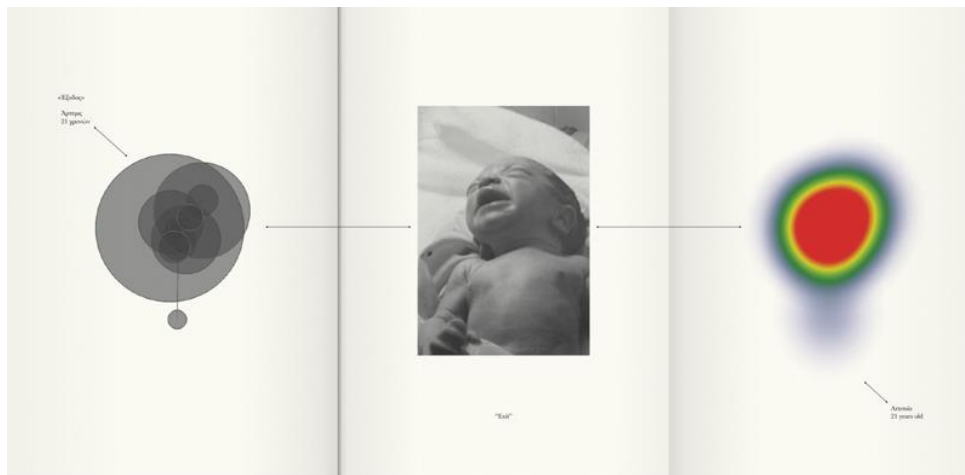 «Έξοδος»
Άρτεμις
21 χρονών
"Exit"
Artemis
21 years old